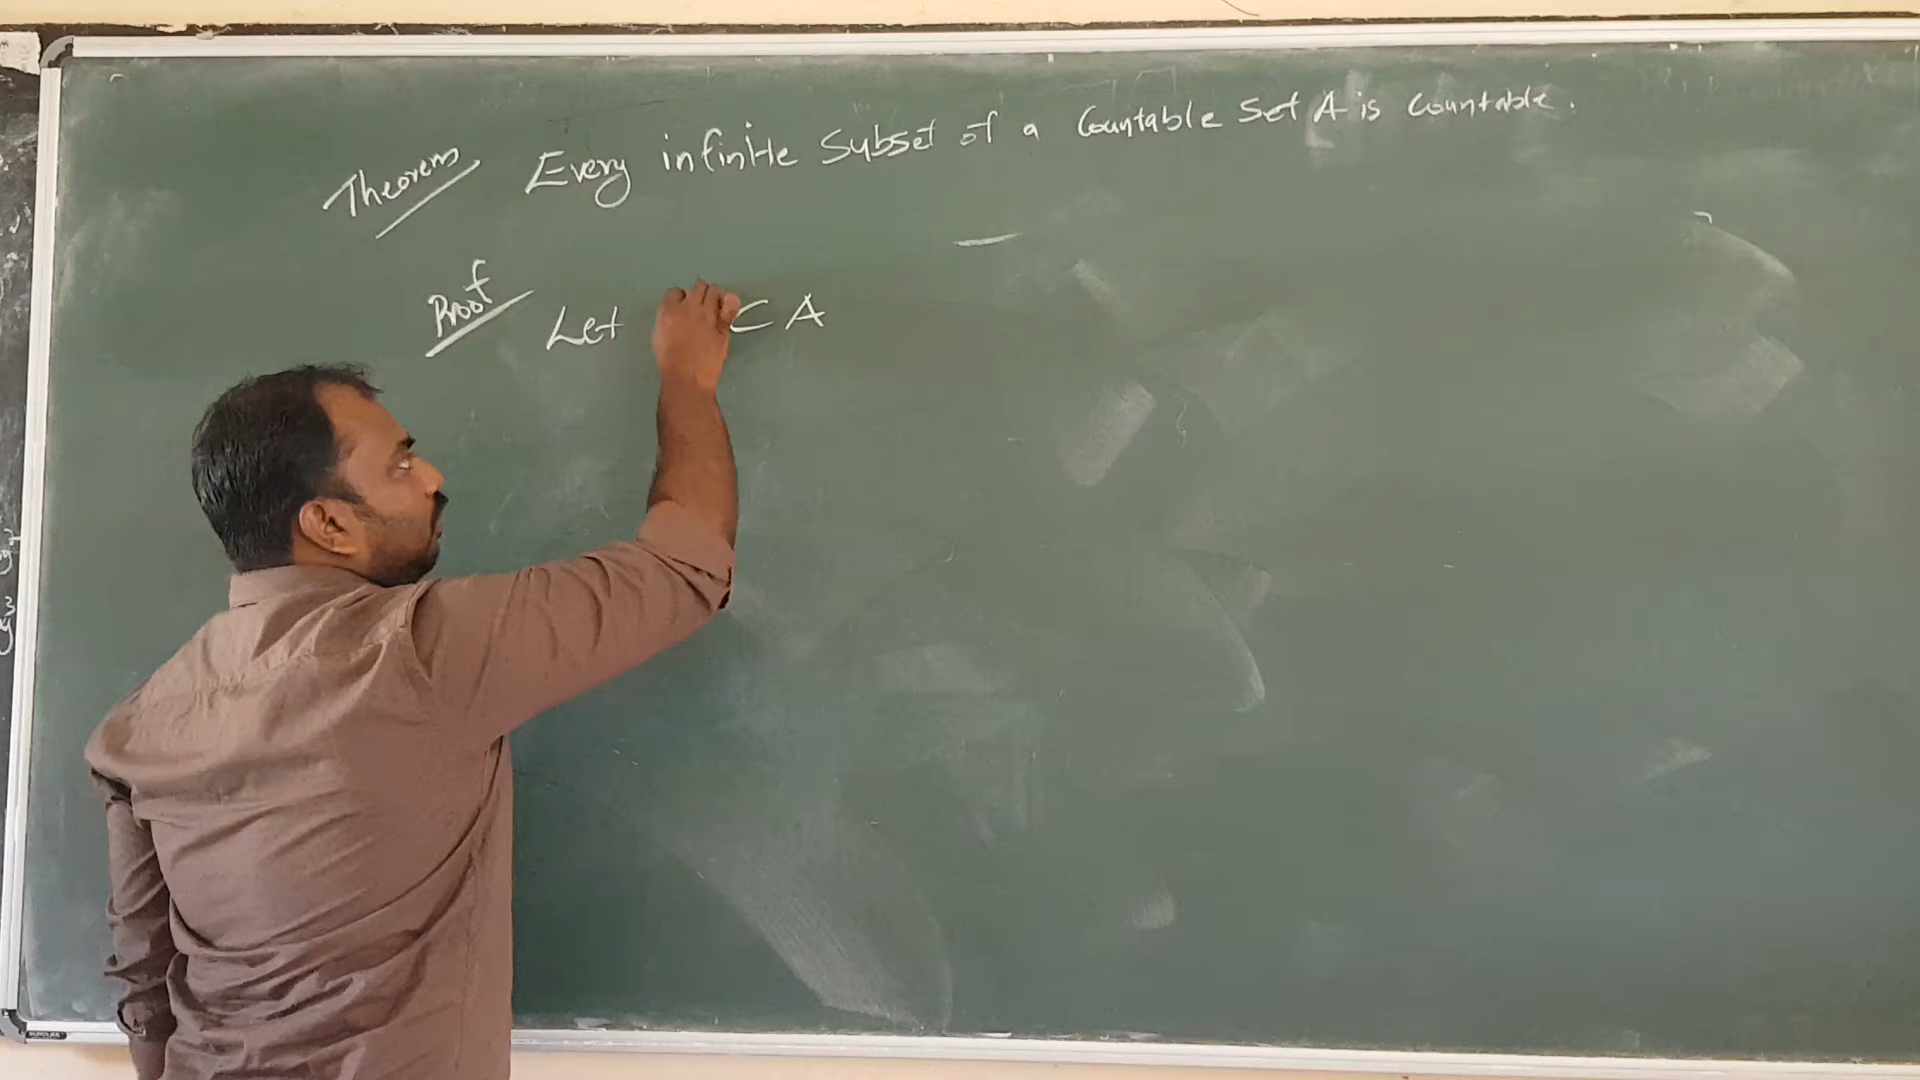 Theorem Every infinite Subset of a Countable Set A is Countable.
Proof Let ⊂ A